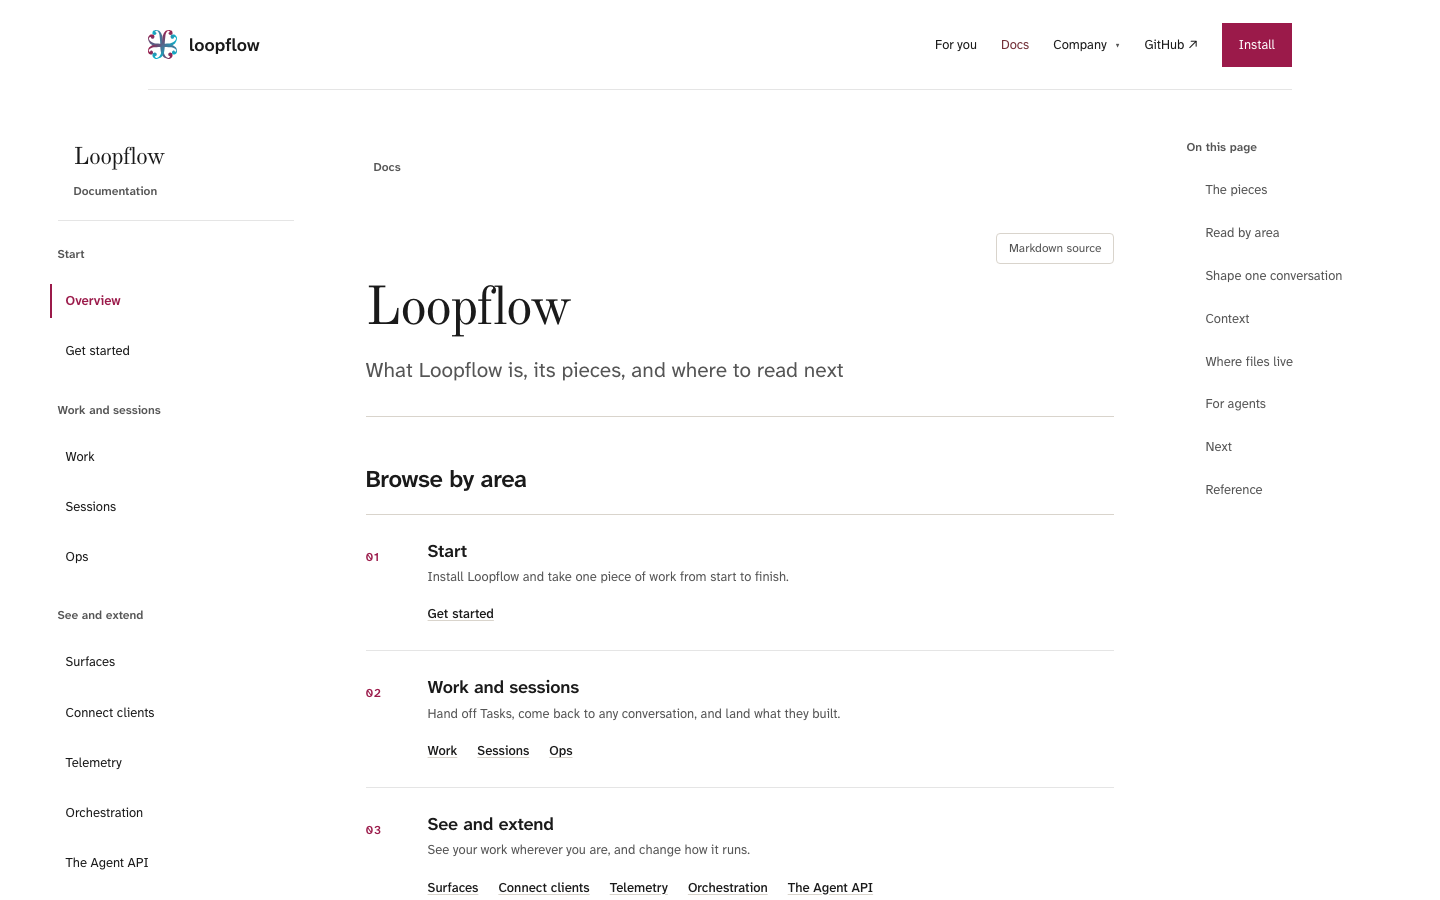 loopflow
For you
Docs
Company
GitHub ↗
Install
Loopflow
Documentation
Start
Overview
Get started
Work and sessions
Work
Sessions
Ops
See and extend
Surfaces
Connect clients
Telemetry
Orchestration
The Agent API
Docs
Markdown source
Loopflow
What Loopflow is, its pieces, and where to read next
Browse by area
01
Start
Install Loopflow and take one piece of work from start to finish.
Get started
02
Work and sessions
Hand off Tasks, come back to any conversation, and land what they built.
Work Sessions Ops
03
See and extend
See your work wherever you are, and change how it runs.
Surfaces Connect clients Telemetry Orchestration The Agent API
On this page
The pieces
Read by area
Shape one conversation
Context
Where files live
For agents
Next
Reference